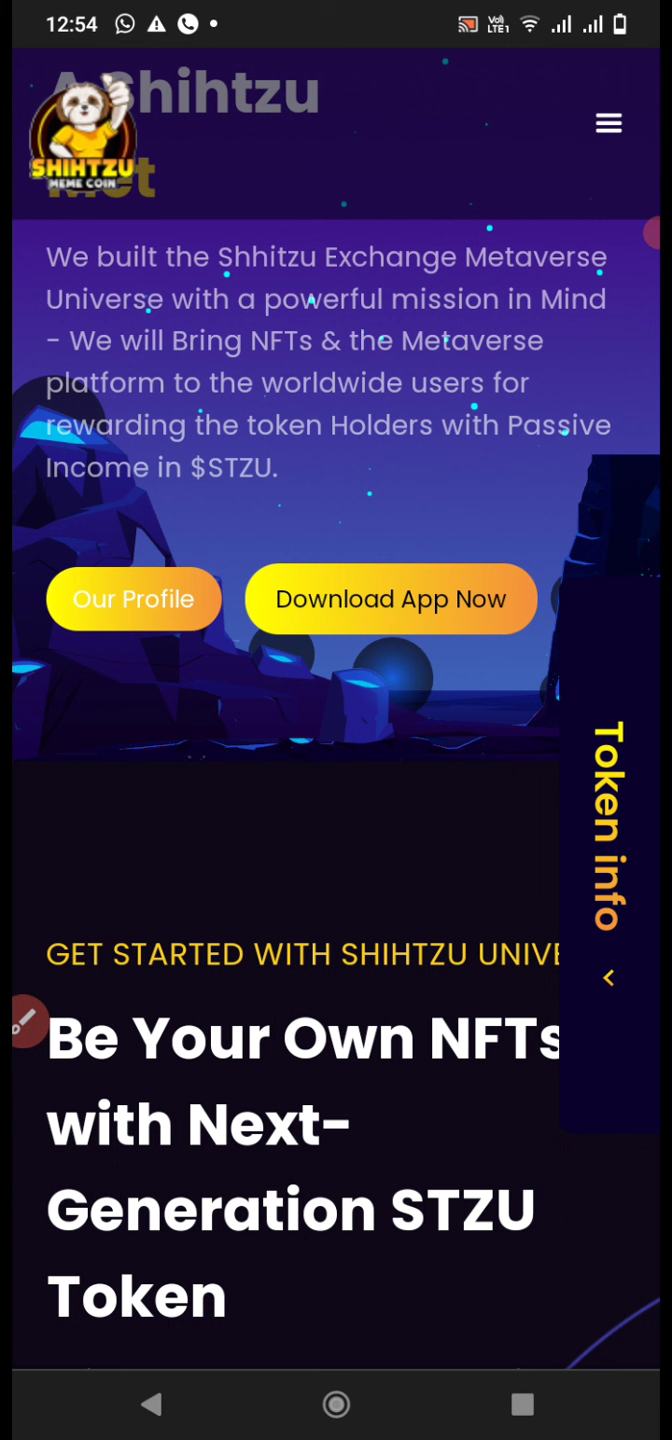 12:54
Vo) LTE1
A Shihtzu
SHIHTZU
MEME COIN
Met
We built the Shhitzu Exchange Metaverse
Universe with a powerful mission in Mind
- We will Bring NFTs & the Metaverse
platform to the worldwide users for
rewarding the token Holders with Passive
Income in $STZU.
Our Profile
Download App Now
Token info
GET STARTED WITH SHIHTZU UNIVE
Be Your Own NFTs
with Next-
Generation STZU
Token